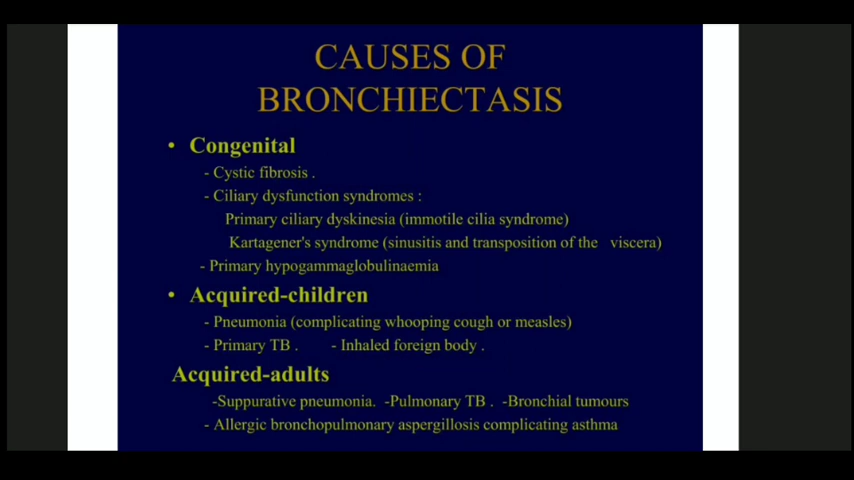 CAUSES OF
BRONCHIECTASIS
• Congenital
- Cystic fibrosis .
- Ciliary dysfunction syndromes :
Primary ciliary dyskinesia (immotile cilia syndrome)
Kartagener's syndrome (sinusitis and transposition of the viscera)
- Primary hypogammaglobulinaemia
• Acquired-children
- Pneumonia (complicating whooping cough or measles)
- Primary TB . - Inhaled foreign body .
Acquired-adults
-Suppurative pneumonia. -Pulmonary TB . -Bronchial tumours
- Allergic bronchopulmonary aspergillosis complicating asthma